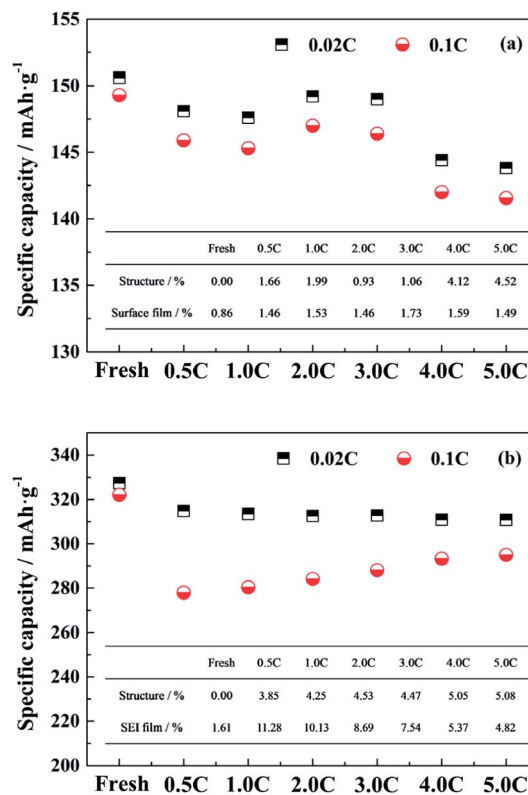 155
0.02C 0.1C (a)
150
145
140
Fresh 0.5C 1.0C 2.0C 3.0C 4.0C 5.0C
Structure / % 0.00 1.66 1.99 0.93 1.06 4.12 4.52
135
Surface film / % 0.86 1.46 1.53 1.46 1.73 1.59 1.49
130
Specific capacity / mAh·g⁻¹
Fresh 0.5C 1.0C 2.0C 3.0C 4.0C 5.0C
340
0.02C 0.1C (b)
320
300
280
260
Fresh 0.5C 1.0C 2.0C 3.0C 4.0C 5.0C
240
Structure / % 0.00 3.85 4.25 4.53 4.47 5.05 5.08
220
SEI film / % 1.61 11.28 10.13 8.69 7.54 5.37 4.82
200
Specific capacity / mAh·g⁻¹
Fresh 0.5C 1.0C 2.0C 3.0C 4.0C 5.0C